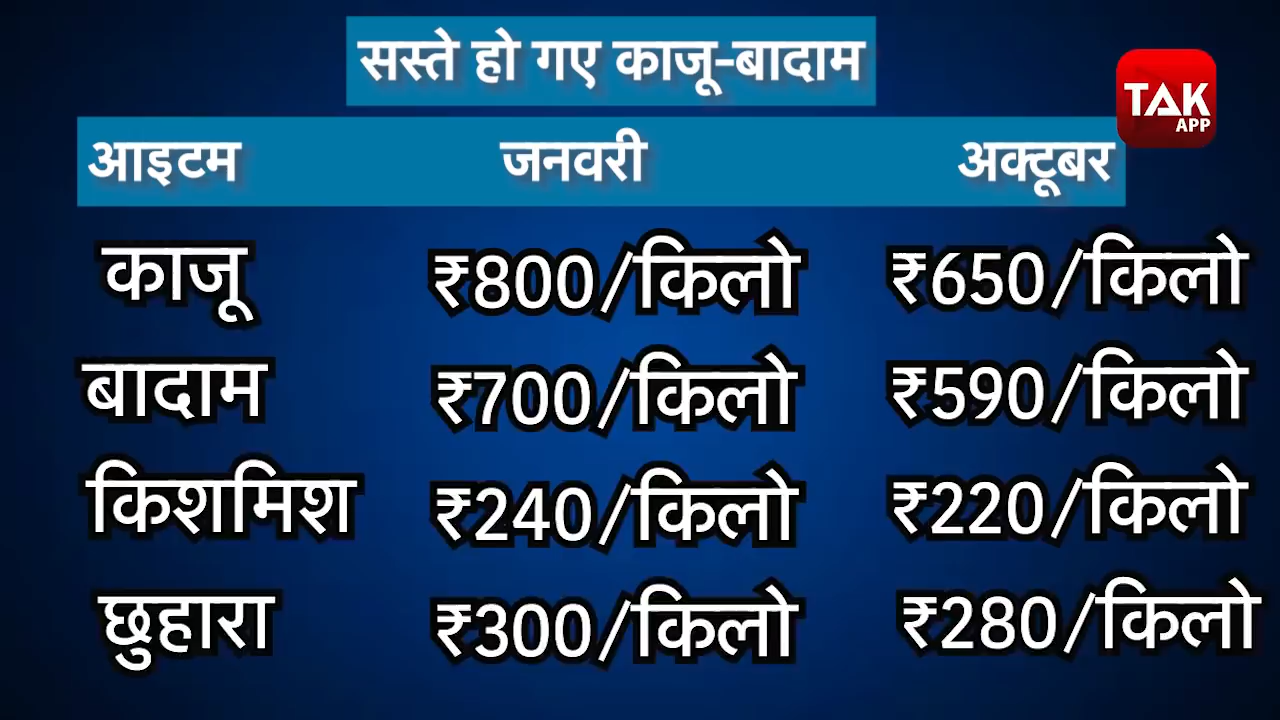 सस्ते हो गए काजू-बादाम
TAK
APP
आइटम जनवरी अक्टूबर
काजू ₹800/किलो ₹650/किलो
बादाम ₹700/किलो ₹590/किलो
किशमिश ₹240/किलो ₹220/किलो
छुहारा ₹300/किलो ₹280/किलो